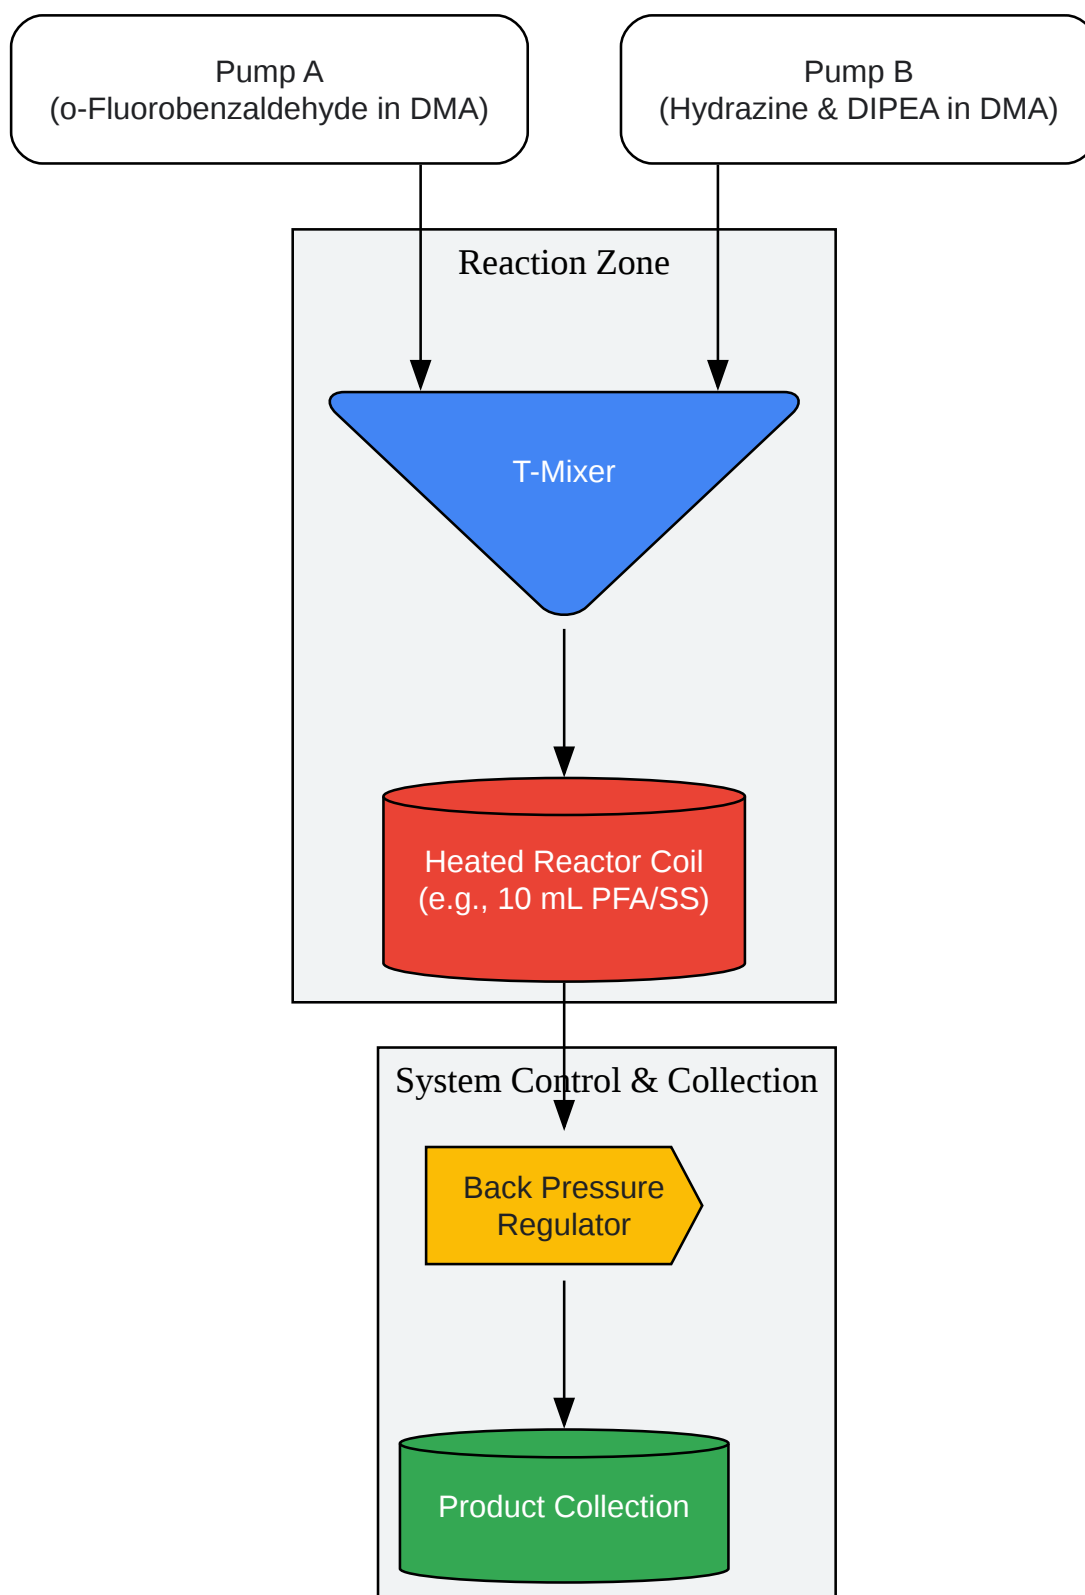 Pump A
(o-Fluorobenzaldehyde in DMA)
Pump B
(Hydrazine & DIPEA in DMA)
Reaction Zone
T-Mixer
Heated Reactor Coil
(e.g., 10 mL PFA/SS)
System Control & Collection
Back Pressure
Regulator
Product Collection